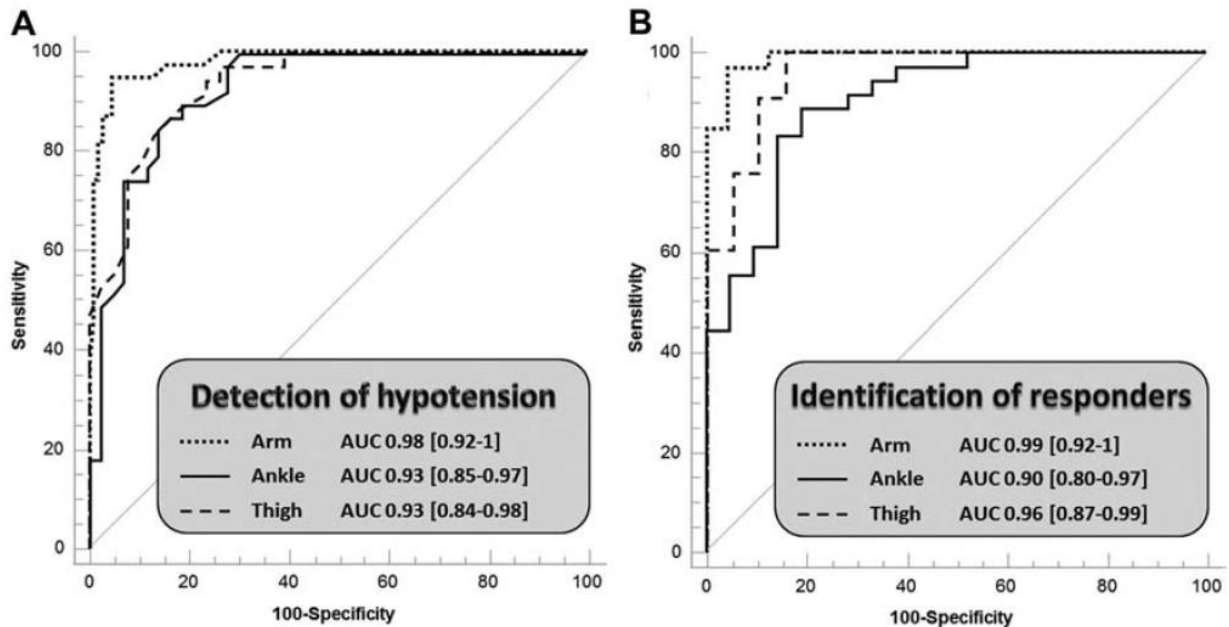 A
Sensitivity
100
80
60
40
20
0
0 20 40 60 80 100
100-Specificity
Detection of hypotension
Arm AUC 0.98 [0.92-1]
Ankle AUC 0.93 [0.85-0.97]
Thigh AUC 0.93 [0.84-0.98]
B
Sensitivity
100
80
60
40
20
0
0 20 40 60 80 100
100-Specificity
Identification of responders
Arm AUC 0.99 [0.92-1]
Ankle AUC 0.90 [0.80-0.97]
Thigh AUC 0.96 [0.87-0.99]